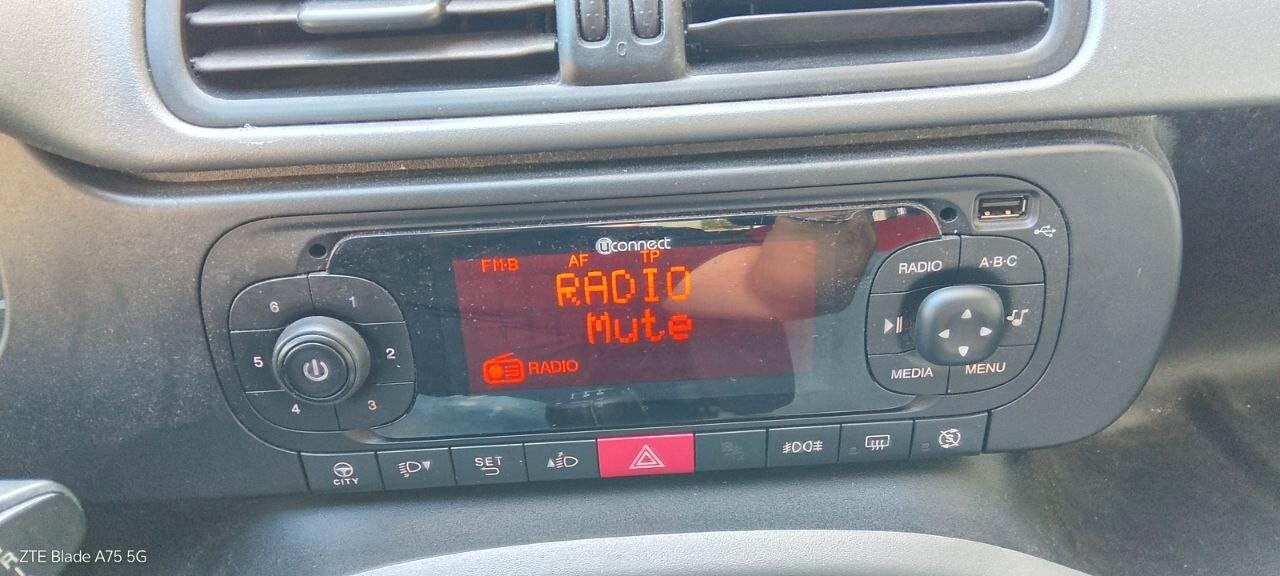 uconnect
FM-B AF TP
RADIO
Mute
RADIO
6 1
5 2
4 3
RADIO A·B·C
MEDIA MENU
CITY
SET
ZTE Blade A75 5G